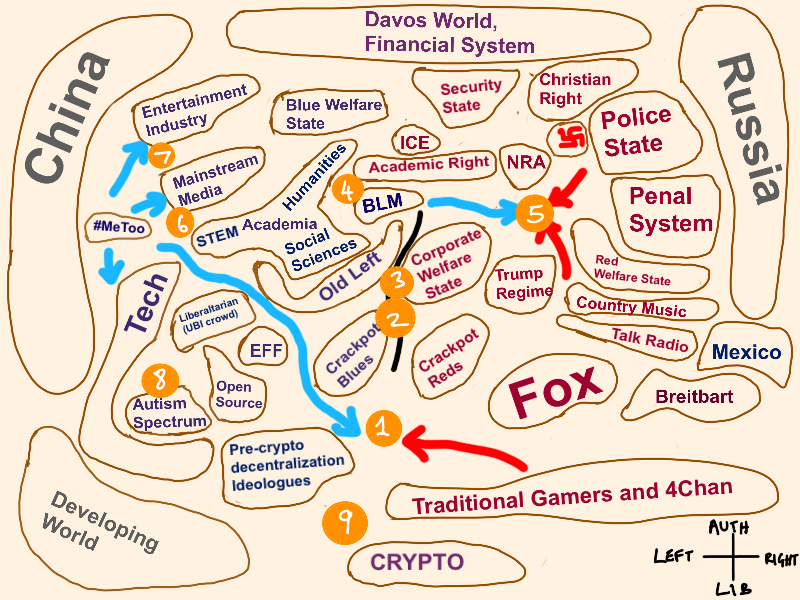 China
Davos World,
Financial System
Russia
Entertainment
Industry
Blue Welfare
State
Security
State
Christian
Right
Police
State
ICE
Academic Right
NRA
Humanities
7
Mainstream
Media
4
BLM
5
Penal
System
#MeToo
6
STEM
Academia
Social
Sciences
Old Left
3
Corporate
Welfare
State
Trump
Regime
Red
Welfare State
Country Music
Talk Radio
Mexico
Tech
Liberaltarian
(UBI crowd)
EFF
2
Crackpot
Blues
Crackpot
Reds
Fox
Breitbart
8
Autism
Spectrum
Open
Source
1
Pre-crypto
decentralization
Ideologues
Traditional Gamers and 4Chan
Developing
World
9
CRYPTO
AUTH
LEFT
RIGHT
LIB